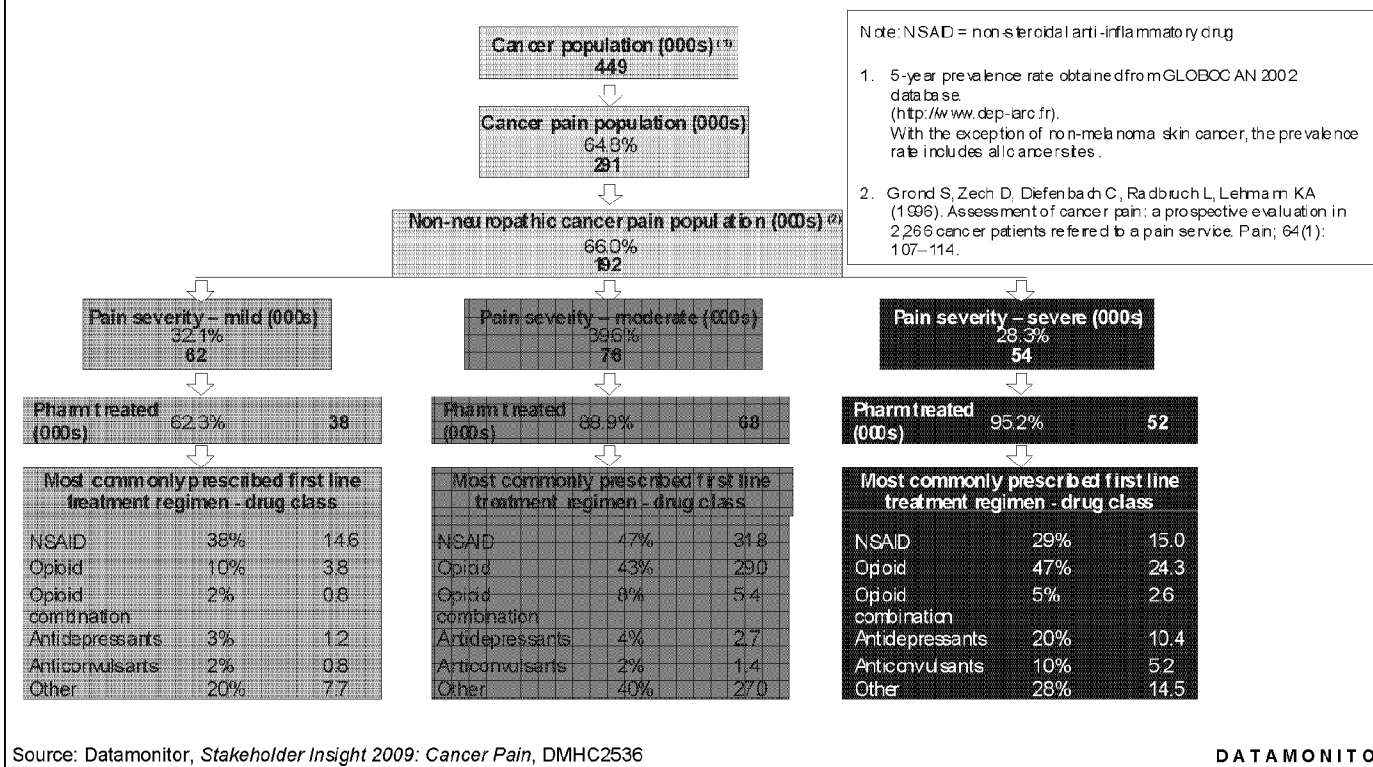 Cancer population (000s) (1)
449
Cancer pain population (000s)
64.8%
291
Non-neuropathic cancer pain population (000s) (2)
66.0%
192
Note: NSAID = non-steroidal anti-inflammatory drug
1. 5-year prevalence rate obtained from GLOBOCAN 2002
database.
(http://www.dep-iarc.fr).
With the exception of non-melanoma skin cancer, the prevalence
rate includes all cancer sites.
2. Grond S, Zech D, Diefenbach C, Radbruch L, Lehmann KA
(1996). Assessment of cancer pain: a prospective evaluation in
2,266 cancer patients referred to a pain service. Pain; 64(1):
107–114.
Pain severity – mild (000s)
32.1%
62
Pharm treated
(000s) 62.3% 38
Most commonly prescribed first line
treatment regimen - drug class
NSAID 38% 14.6
Opioid 10% 3.8
Opioid 2% 0.8
combination
Antidepressants 3% 1.2
Anticonvulsants 2% 0.8
Other 20% 7.7
Pain severity – moderate (000s)
39.6%
76
Pharm treated
(000s) 88.9% 68
Most commonly prescribed first line
treatment regimen - drug class
NSAID 47% 31.8
Opioid 43% 29.0
Opioid 8% 5.4
combination
Antidepressants 4% 2.7
Anticonvulsants 2% 1.4
Other 40% 27.0
Pain severity – severe (000s)
28.3%
54
Pharm treated
(000s) 95.2% 52
Most commonly prescribed first line
treatment regimen - drug class
NSAID 29% 15.0
Opioid 47% 24.3
Opioid 5% 2.6
combination
Antidepressants 20% 10.4
Anticonvulsants 10% 5.2
Other 28% 14.5
Source: Datamonitor, Stakeholder Insight 2009: Cancer Pain, DMHC2536
DATAMONITO